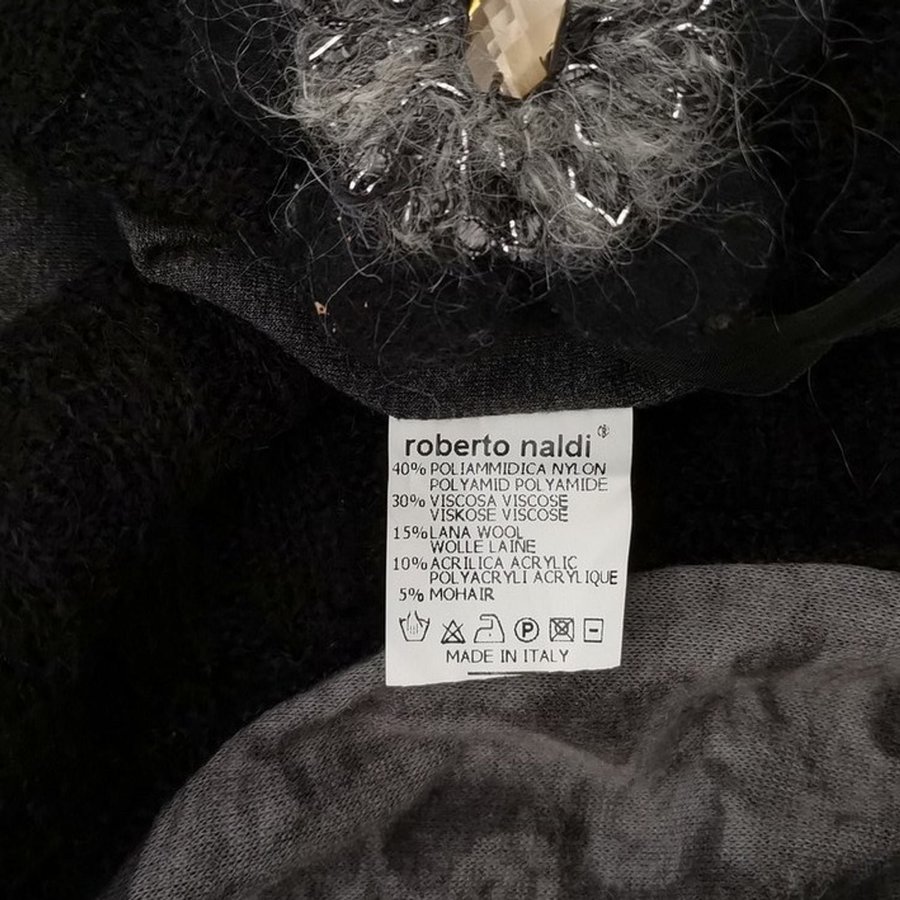 roberto naldi®
40% POLIAMMIDICA NYLON
POLYAMID POLYAMIDE
30% VISCOSA VISCOSE
VISKOSE VISCOSE
15% LANA WOOL
WOLLE LAINE
10% ACRILICA ACRYLIC
POLYACRYLI ACRYLIQUE
5% MOHAIR
P
MADE IN ITALY